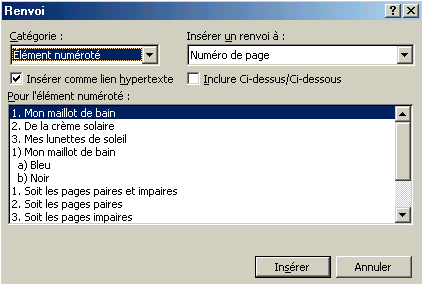 Renvoi
Catégorie :
Insérer un renvoi à :
Élément numéroté
Numéro de page
Insérer comme lien hypertexte
Inclure Ci-dessus/Ci-dessous
Pour l'élément numéroté :
1. Mon maillot de bain
2. De la crème solaire
3. Mes lunettes de soleil
1) Mon maillot de bain
a) Bleu
b) Noir
1. Soit les pages paires et impaires
2. Soit les pages paires
3. Soit les pages impaires
Insérer
Annuler